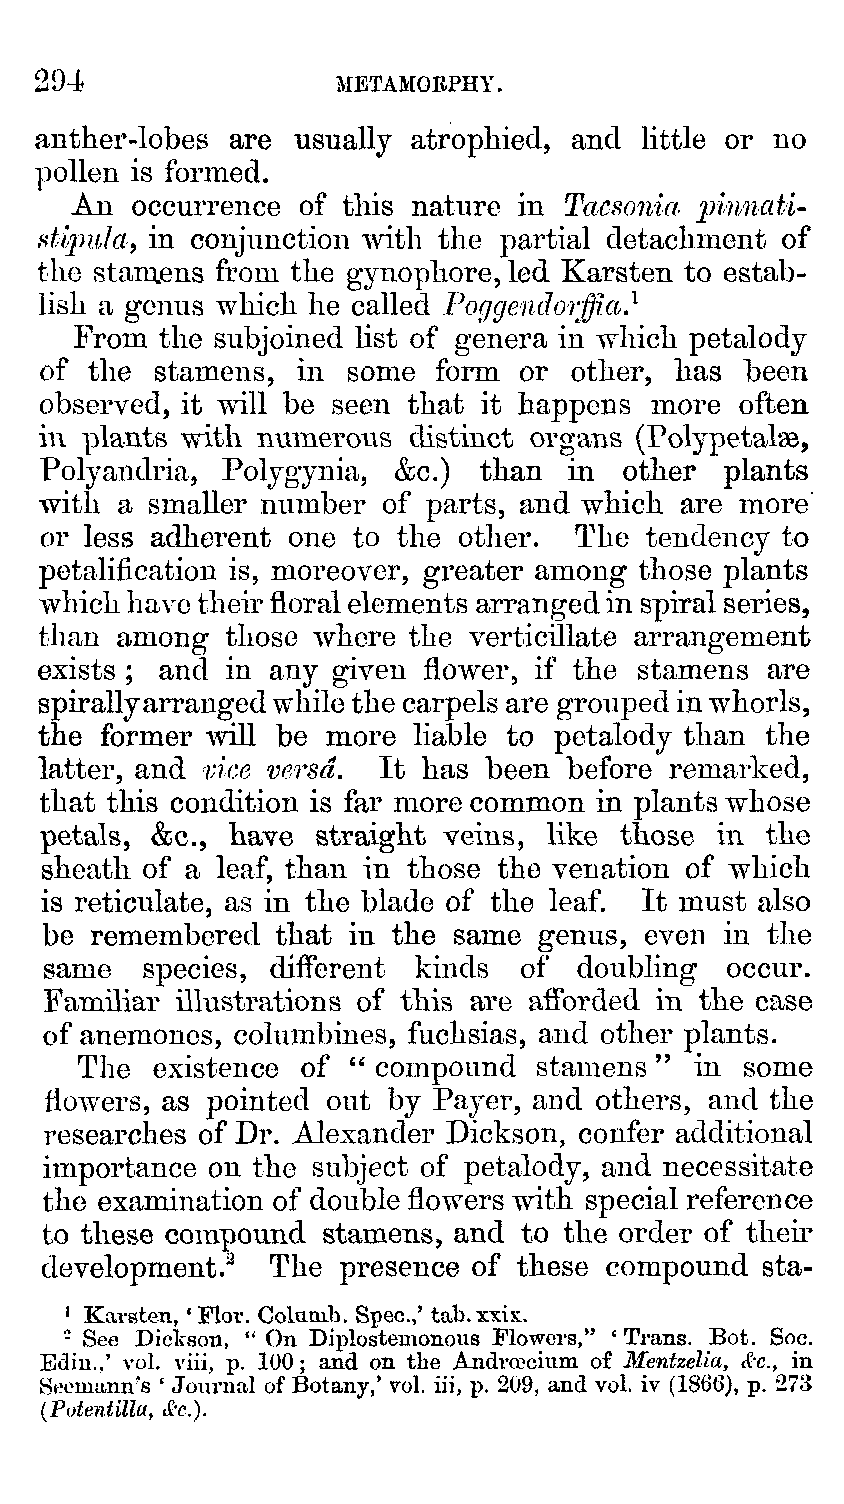 294 METAMORPHY.
anther-lobes are usually atrophied, and little or no
pollen is formed.
An occurrence of this nature in Tacsonia pinnati-
stipula, in conjunction with the partial detachment of
the stamens from the gynophore, led Karsten to estab-
lish a genus which he called Poggendorffia.¹
From the subjoined list of genera in which petalody
of the stamens, in some form or other, has been
observed, it will be seen that it happens more often
in plants with numerous distinct organs (Polypetalæ,
Polyandria, Polygynia, &c.) than in other plants
with a smaller number of parts, and which are more
or less adherent one to the other. The tendency to
petalification is, moreover, greater among those plants
which have their floral elements arranged in spiral series,
than among those where the verticillate arrangement
exists; and in any given flower, if the stamens are
spirally arranged while the carpels are grouped in whorls,
the former will be more liable to petalody than the
latter, and vice versâ. It has been before remarked,
that this condition is far more common in plants whose
petals, &c., have straight veins, like those in the
sheath of a leaf, than in those the venation of which
is reticulate, as in the blade of the leaf. It must also
be remembered that in the same genus, even in the
same species, different kinds of doubling occur.
Familiar illustrations of this are afforded in the case
of anemones, columbines, fuchsias, and other plants.
The existence of "compound stamens" in some
flowers, as pointed out by Payer, and others, and the
researches of Dr. Alexander Dickson, confer additional
importance on the subject of petalody, and necessitate
the examination of double flowers with special reference
to these compound stamens, and to the order of their
development.² The presence of these compound sta-
¹ Karsten, 'Flor. Columb. Spec.,' tab. xxix.
² See Dickson, "On Diplostemonous Flowers," 'Trans. Bot. Soc.
Edin.,' vol. viii, p. 100; and on the Andrœcium of Mentzelia, &c., in
Seemann's 'Journal of Botany,' vol. iii, p. 209, and vol. iv (1866), p. 273
(Potentilla, &c.).